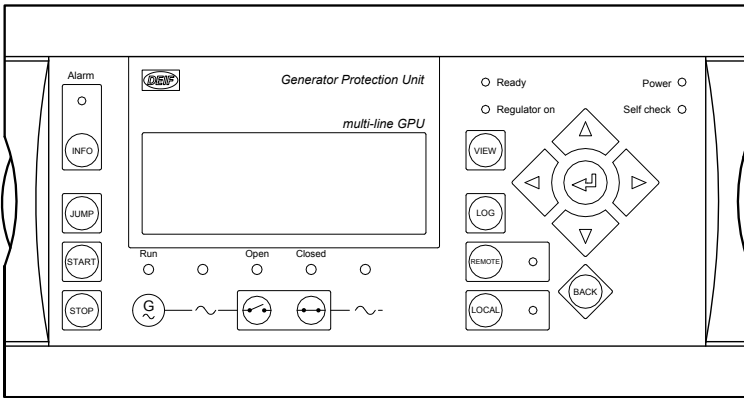 Alarm
INFO
JUMP
START
STOP
DEIF
Generator Protection Unit
multi-line GPU
Run
Open
Closed
G
Ready
Power
Regulator on
Self check
VIEW
LOG
REMOTE
LOCAL
BACK